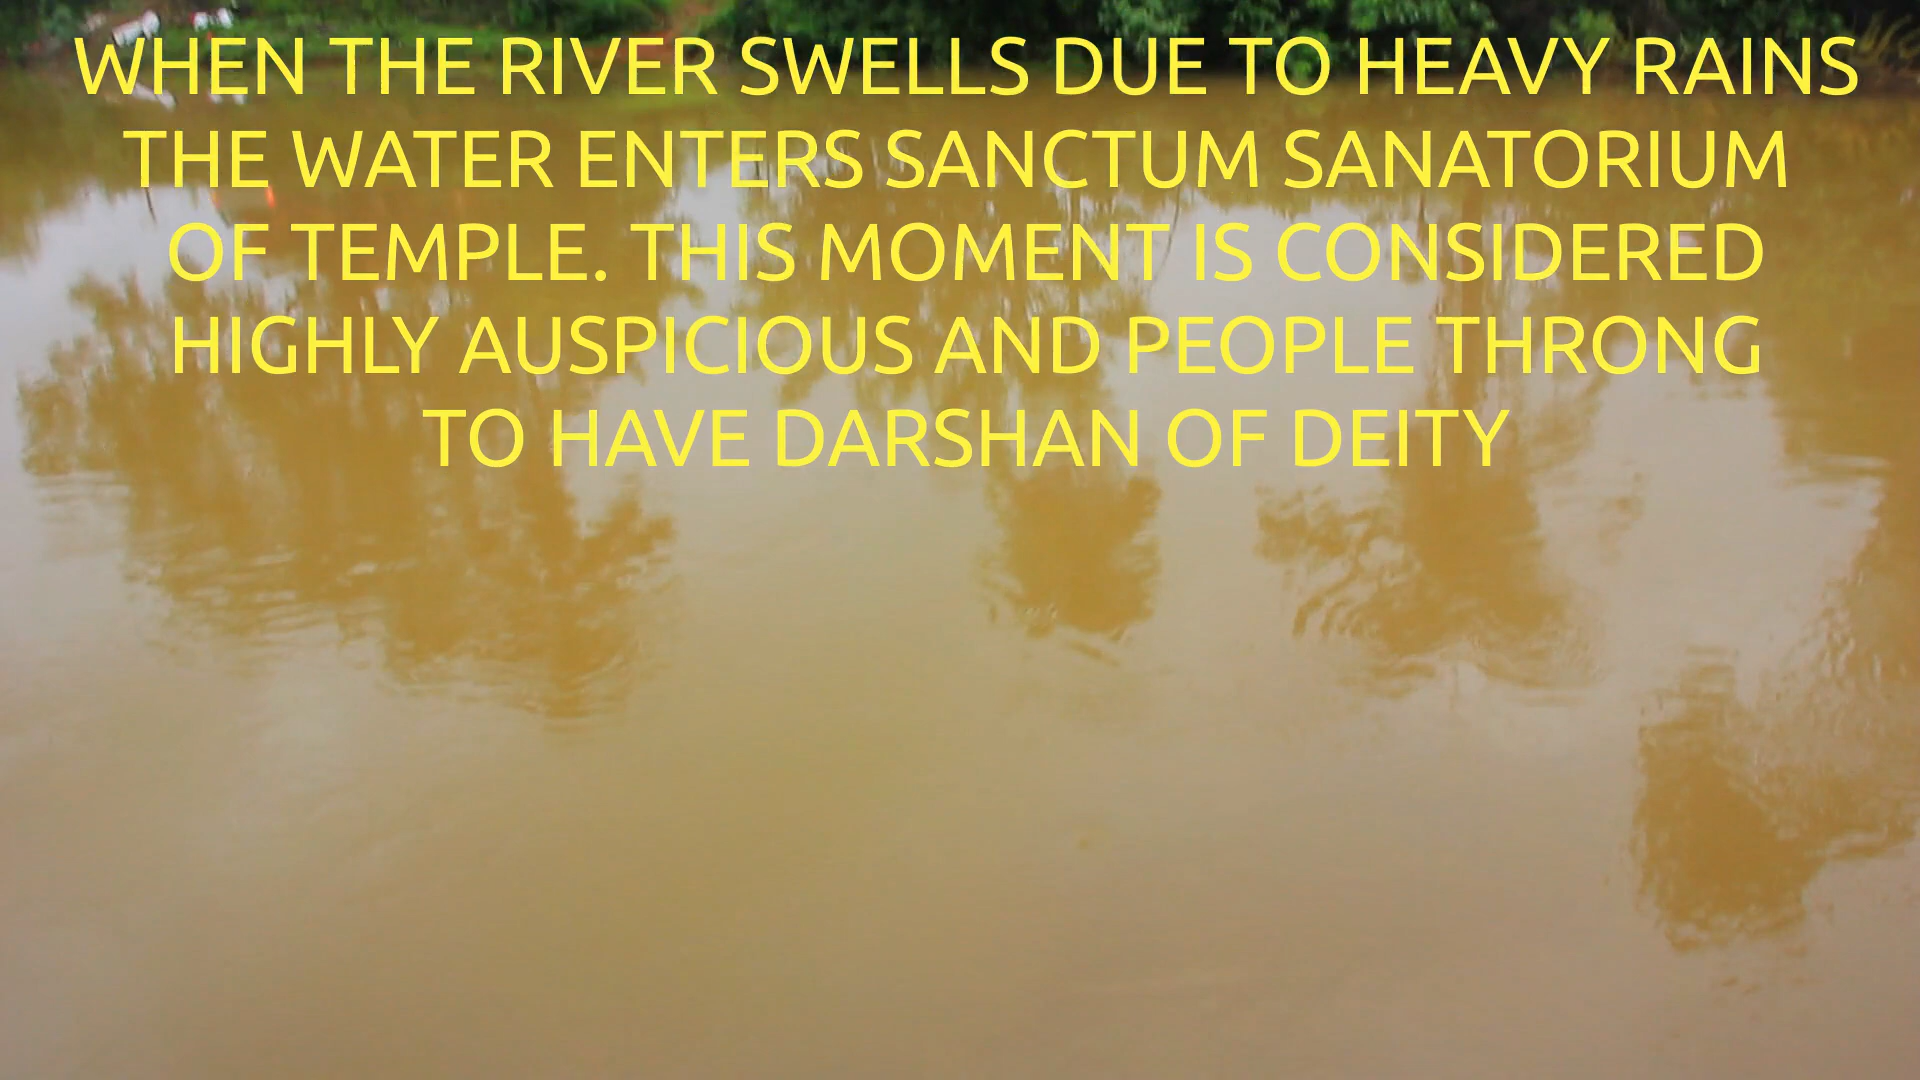 WHEN THE RIVER SWELLS DUE TO HEAVY RAINS
THE WATER ENTERS SANCTUM SANATORIUM
OF TEMPLE. THIS MOMENT IS CONSIDERED
HIGHLY AUSPICIOUS AND PEOPLE THRONG
TO HAVE DARSHAN OF DEITY